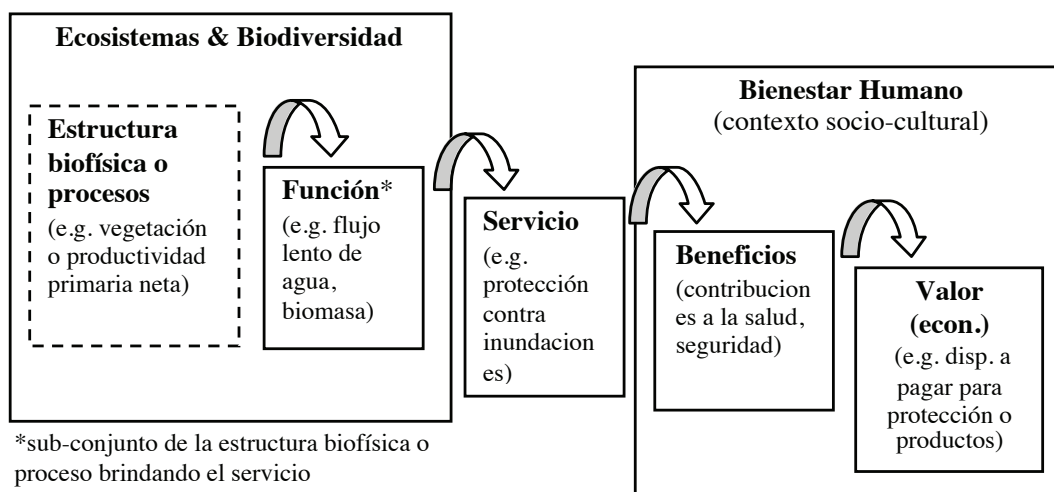 Ecosistemas & Biodiversidad
Estructura
biofísica o
procesos
(e.g. vegetación
o productividad
primaria neta)
Función*
(e.g. flujo
lento de
agua,
biomasa)
Servicio
(e.g.
protección
contra
inundacion
es)
Bienestar Humano
(contexto socio-cultural)
Beneficios
(contribucion
es a la salud,
seguridad)
Valor
(econ.)
(e.g. disp. a
pagar para
protección o
productos)
*sub-conjunto de la estructura biofísica o
proceso brindando el servicio